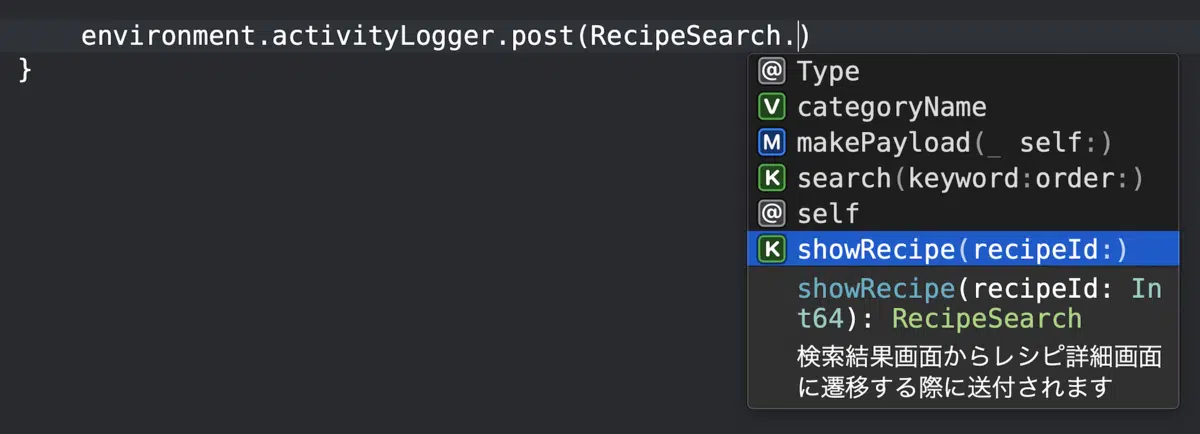 environment.activityLogger.post(RecipeSearch.)
}
@ Type
V categoryName
M makePayload(_ self:)
K search(keyword:order:)
@ self
K showRecipe(recipeId:)
showRecipe(recipeId: In
t64): RecipeSearch
検索結果画面からレシピ詳細画面
に遷移する際に送付されます